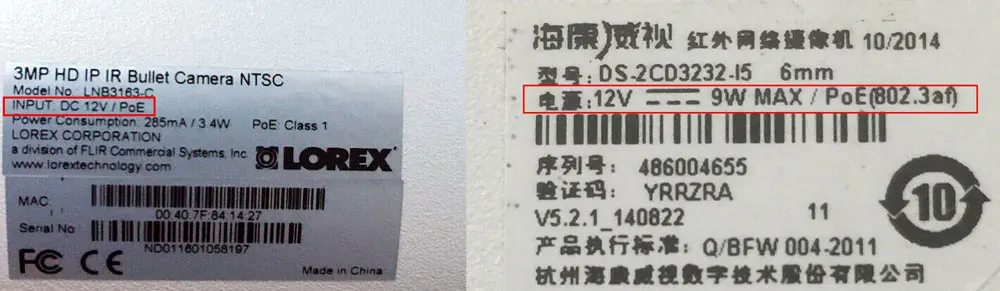 3MP HD IP IR Bullet Camera NTSC
Model No: LNB3163-C
INPUT: DC 12V / PoE
Power Consumption: 285mA / 3.4W PoE: Class 1
LOREX CORPORATION
a division of FLIR Commercial Systems, Inc.
www.lorextechnology.com
LOREX
MAC:
00:40:7F:84:14:27
Serial No:
ND011601058197
FC CE
Made in China
海康威视 红外网络摄像机 10/2014
型号: DS-2CD3232-I5 6mm
电源: 12V 9W MAX / PoE(802.3af)
序列号: 486004655
验证码: YRRZRA
V5.2.1_140822 11
10
产品执行标准: Q/BFW 004-2011
杭州海康威视数字技术股份有限公司